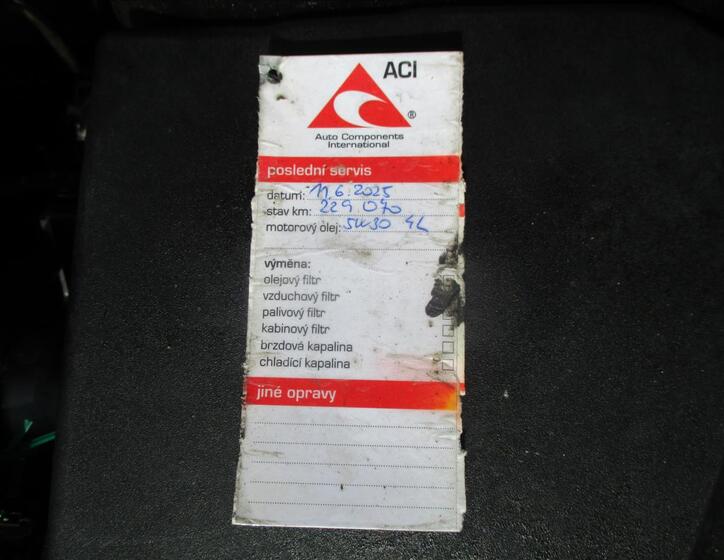 ACI
®
Auto Components
International
poslední servis
datum: 11.6.2025
stav km: 229 070
motorový olej: 5W30 4L
výměna:
olejový filtr
vzduchový filtr
palivový filtr
kabinový filtr
brzdová kapalina
chladící kapalina
jiné opravy